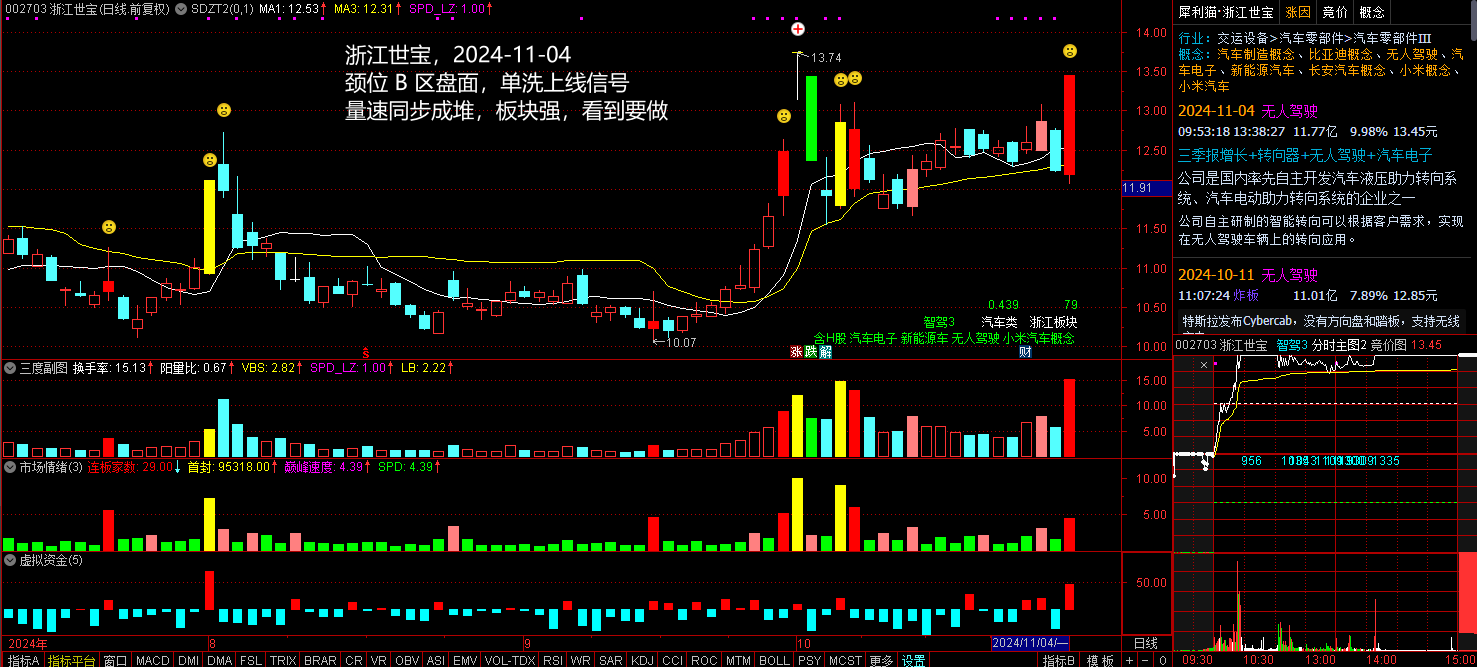 002703 浙江世宝(日线.前复权) SDZT2(0,1) MA1: 12.53↑ MA3: 12.31↑ SPD_LZ: 1.00↑
浙江世宝，2024-11-04
颈位 B 区盘面，单洗上线信号
量速同步成堆，板块强，看到要做
13.74
10.07
0.439 79
智驾3 汽车类 浙江板块
含H股 汽车电子 新能源车 无人驾驶 小米汽车概念
涨 跌 解 财
14.00
13.50
13.00
12.50
11.91
11.50
11.00
10.50
10.00
三度副图 换手率: 15.13↑ 阳量比: 0.67↑ VBS: 2.82↑ SPD_LZ: 1.00↑ LB: 2.22↑
15.00
10.00
5.00
市场情绪(3) 连板家数: 29.00↓ 首封: 95318.00↑ 巅峰速度: 4.39↑ SPD: 4.39↑
10.00
5.00
虚拟资金(5)
50.00
2024年 8 9 10 2024/11/04/一 日线
指标A 指标平台 窗口 MACD DMI DMA FSL TRIX BRAR CR VR OBV ASI EMV VOL-TDX RSI WR SAR KDJ CCI ROC MTM BOLL PSY MCST 更多 设置 指标B 模 板 + − 0
犀利猫·浙江世宝 涨因 竞价 概念
行业: 交运设备>汽车零部件>汽车零部件Ⅲ
概念: 汽车制造概念、比亚迪概念、无人驾驶、汽
车电子、新能源汽车、长安汽车概念、小米概念、
小米汽车
2024-11-04 无人驾驶
09:53:18 13:38:27 11.77亿 9.98% 13.45元
三季报增长+转向器+无人驾驶+汽车电子
公司是国内率先自主开发汽车液压助力转向系
统、汽车电动助力转向系统的企业之一
公司自主研制的智能转向可以根据客户需求，实现
在无人驾驶车辆上的转向应用。
2024-10-11 无人驾驶
11:07:24 炸板 11.01亿 7.89% 12.85元
特斯拉发布Cybercab，没有方向盘和踏板，支持无线
002703 浙江世宝 智驾3 分时主图2 竞价图 13.45
956
1335
09:30 10:30 13:00 14:00 15:00